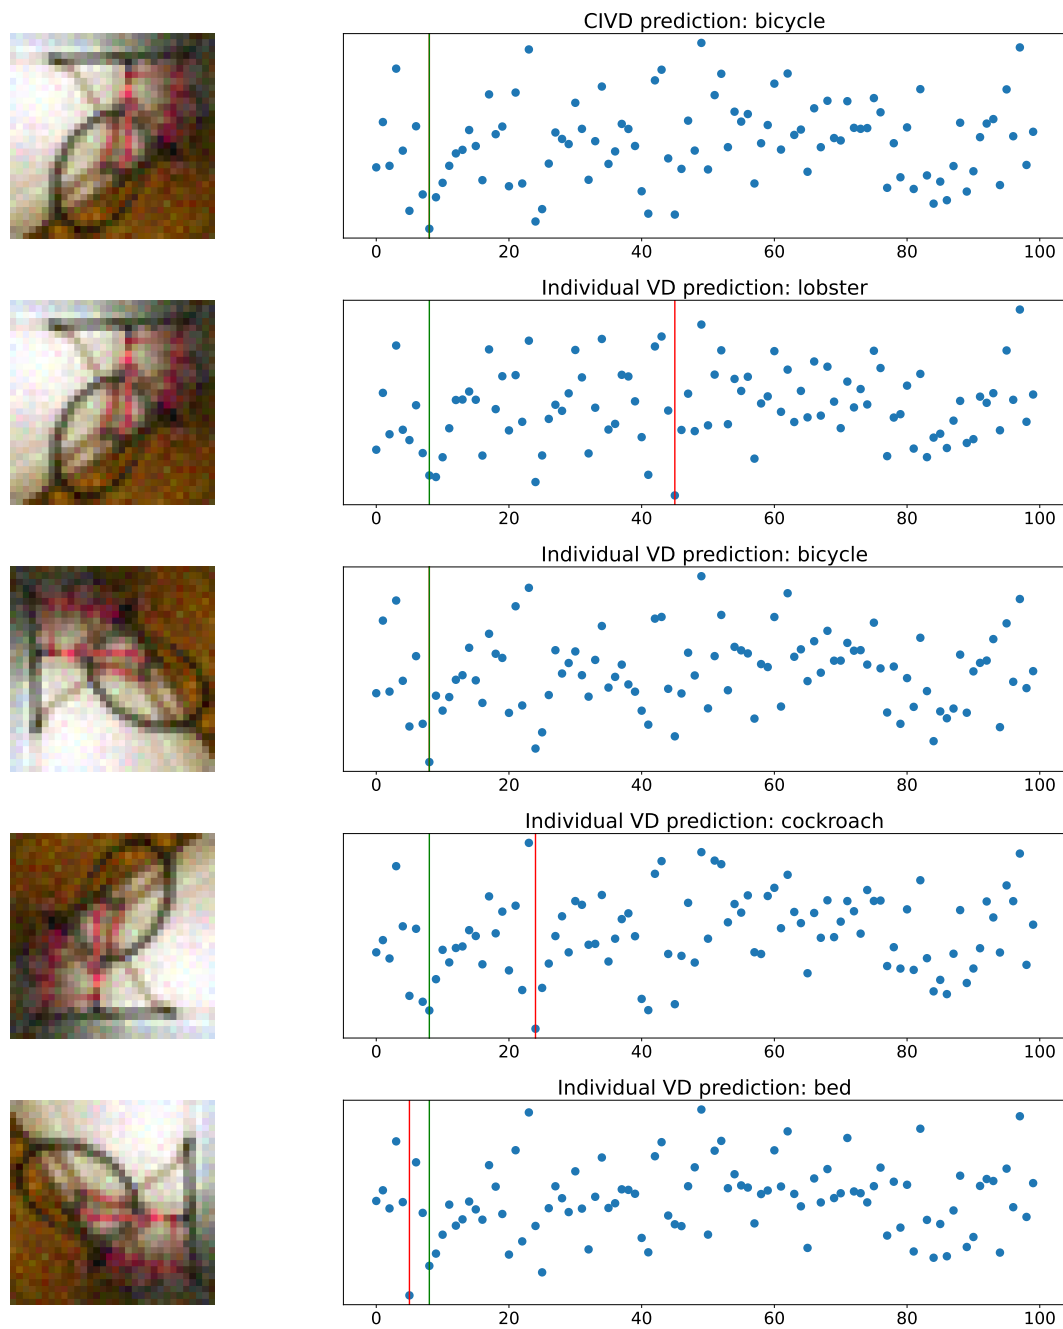 CIVD prediction: bicycle
0 20 40 60 80 100
Individual VD prediction: lobster
0 20 40 60 80 100
Individual VD prediction: bicycle
0 20 40 60 80 100
Individual VD prediction: cockroach
0 20 40 60 80 100
Individual VD prediction: bed
0 20 40 60 80 100